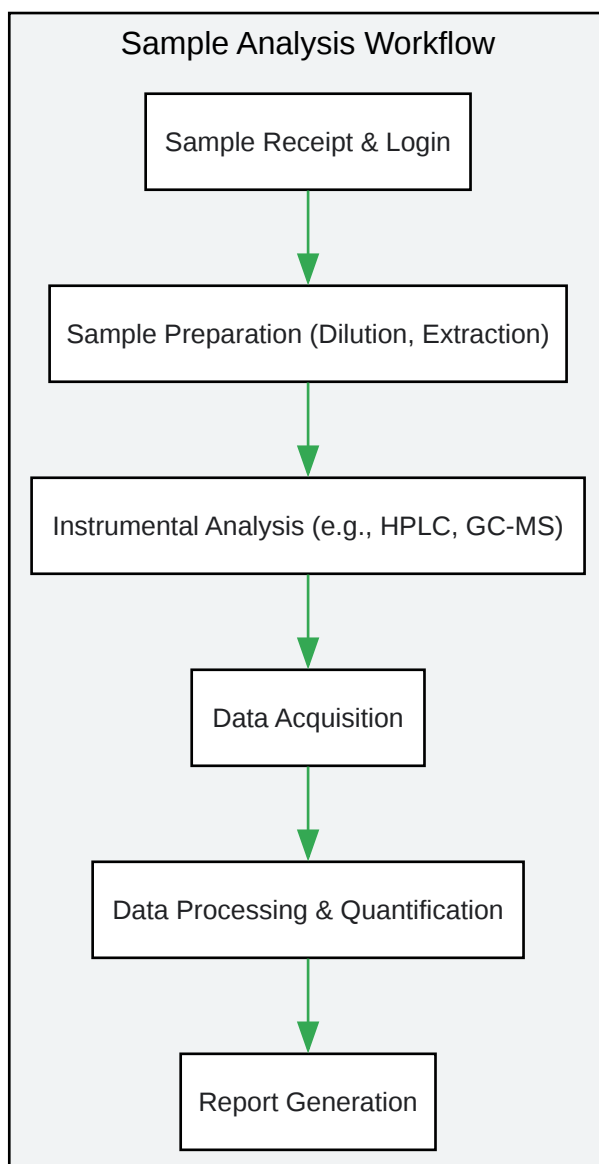 Sample Analysis Workflow
Sample Receipt & Login
Sample Preparation (Dilution, Extraction)
Instrumental Analysis (e.g., HPLC, GC-MS)
Data Acquisition
Data Processing & Quantification
Report Generation